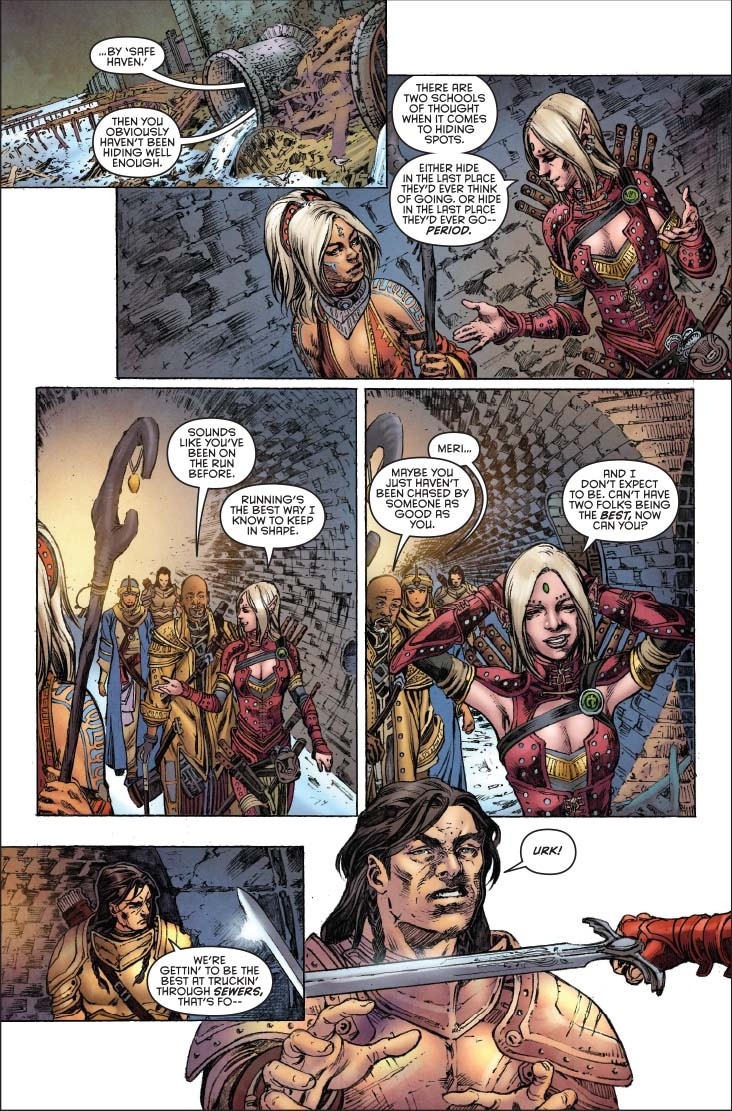 ...BY 'SAFE
HAVEN.'
THEN YOU
OBVIOUSLY
HAVEN'T BEEN
HIDING WELL
ENOUGH.
THERE ARE
TWO SCHOOLS
OF THOUGHT
WHEN IT COMES
TO HIDING
SPOTS.
EITHER HIDE
IN THE LAST PLACE
THEY'D EVER THINK
OF GOING. OR HIDE
IN THE LAST PLACE
THEY'D EVER GO--
PERIOD.
SOUNDS
LIKE YOU'VE
BEEN ON
THE RUN
BEFORE.
RUNNING'S
THE BEST WAY I
KNOW TO KEEP
IN SHAPE.
MERI...
MAYBE YOU
JUST HAVEN'T
BEEN CHASED BY
SOMEONE AS
GOOD AS
YOU.
AND I
DON'T EXPECT
TO BE. CAN'T HAVE
TWO FOLKS BEING
THE BEST, NOW
CAN YOU?
WE'RE
GETTIN' TO BE THE
BEST AT TRUCKIN'
THROUGH SEWERS,
THAT'S FO--
URK!